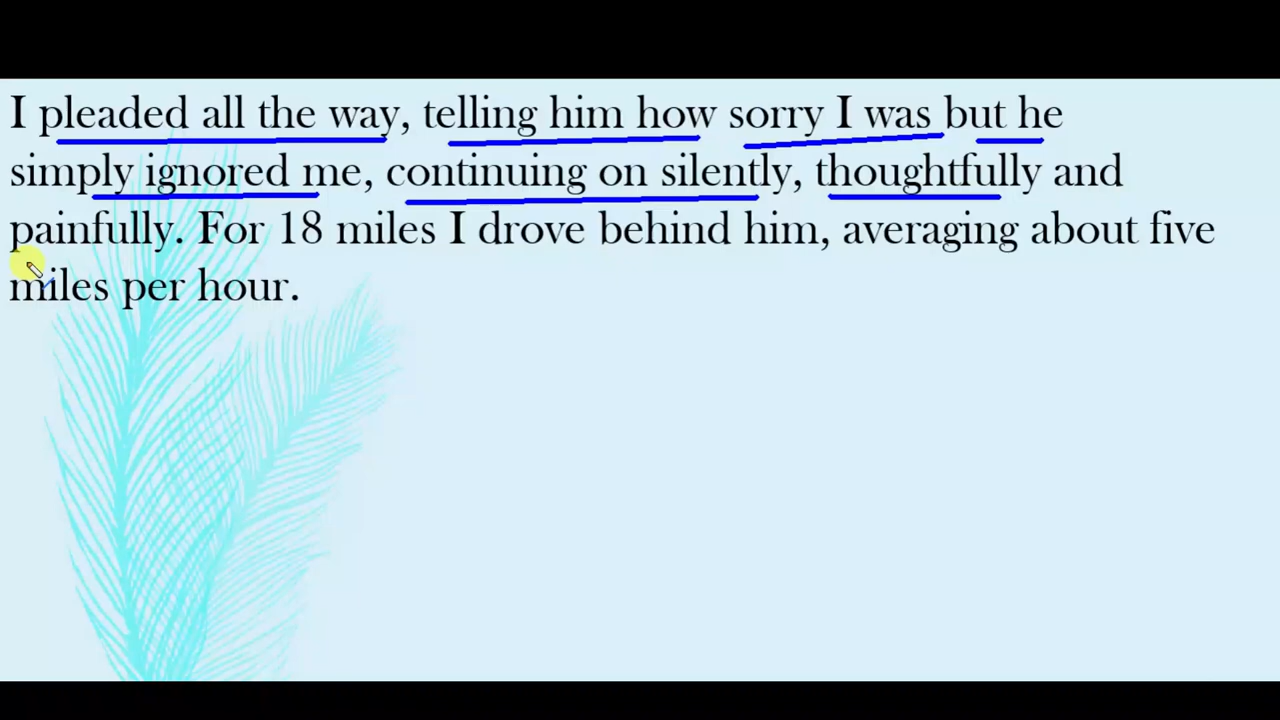 I pleaded all the way, telling him how sorry I was but he
simply ignored me, continuing on silently, thoughtfully and
painfully. For 18 miles I drove behind him, averaging about five
miles per hour.